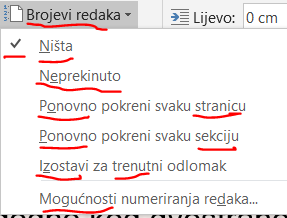 Brojevi redaka Lijevo: 0 cm
Ništa
Neprekinuto
Ponovno pokreni svaku stranicu
Ponovno pokreni svaku sekciju
Izostavi za trenutni odlomak
Mogućnosti numeriranja redaka...